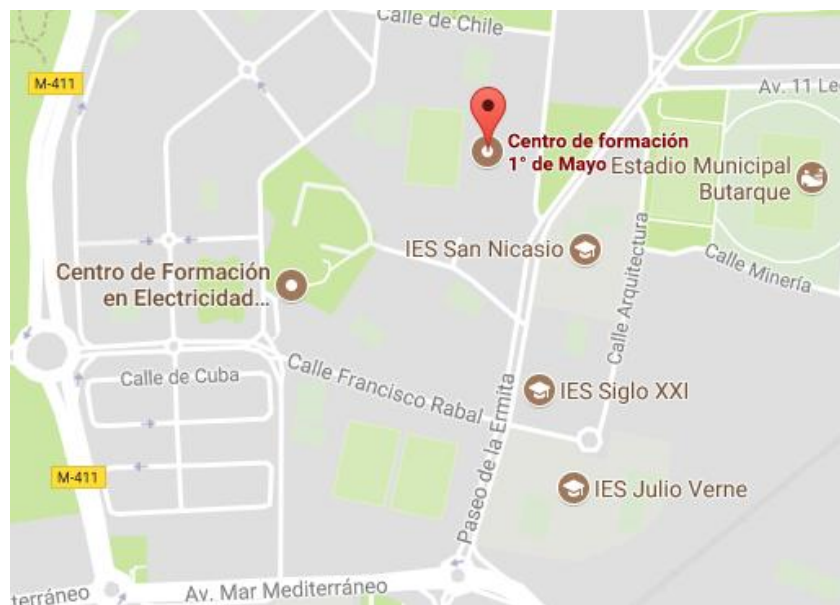 Calle de Chile
M-411
Av. 11 Le
Centro de formación
1° de Mayo
Estadio Municipal
Butarque
IES San Nicasio
Calle Minería
Centro de Formación
en Electricidad...
Calle Arquitectura
Calle de Cuba
Calle Francisco Rabal
IES Siglo XXI
Paseo de la Ermita
M-411
IES Julio Verne
terráneo
Av. Mar Mediterráneo